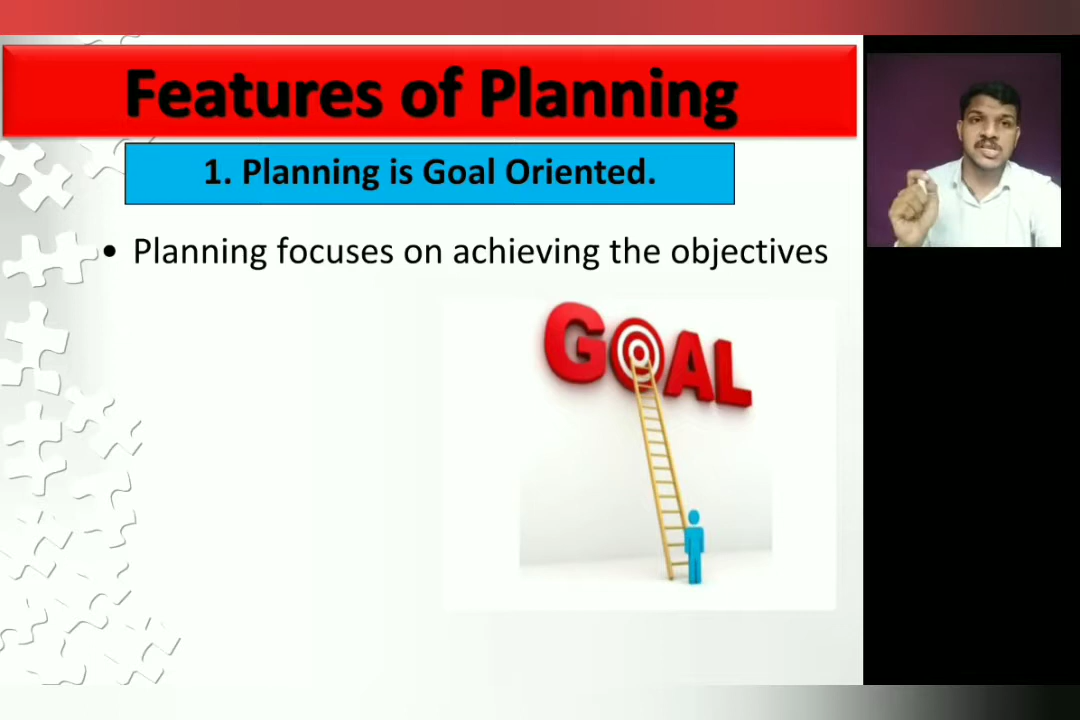 Features of Planning
1. Planning is Goal Oriented.
• Planning focuses on achieving the objectives
GOAL